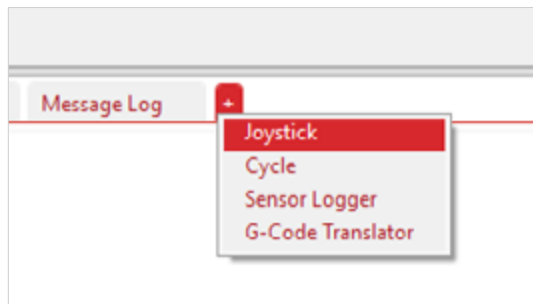 Message Log +
Joystick
Cycle
Sensor Logger
G-Code Translator